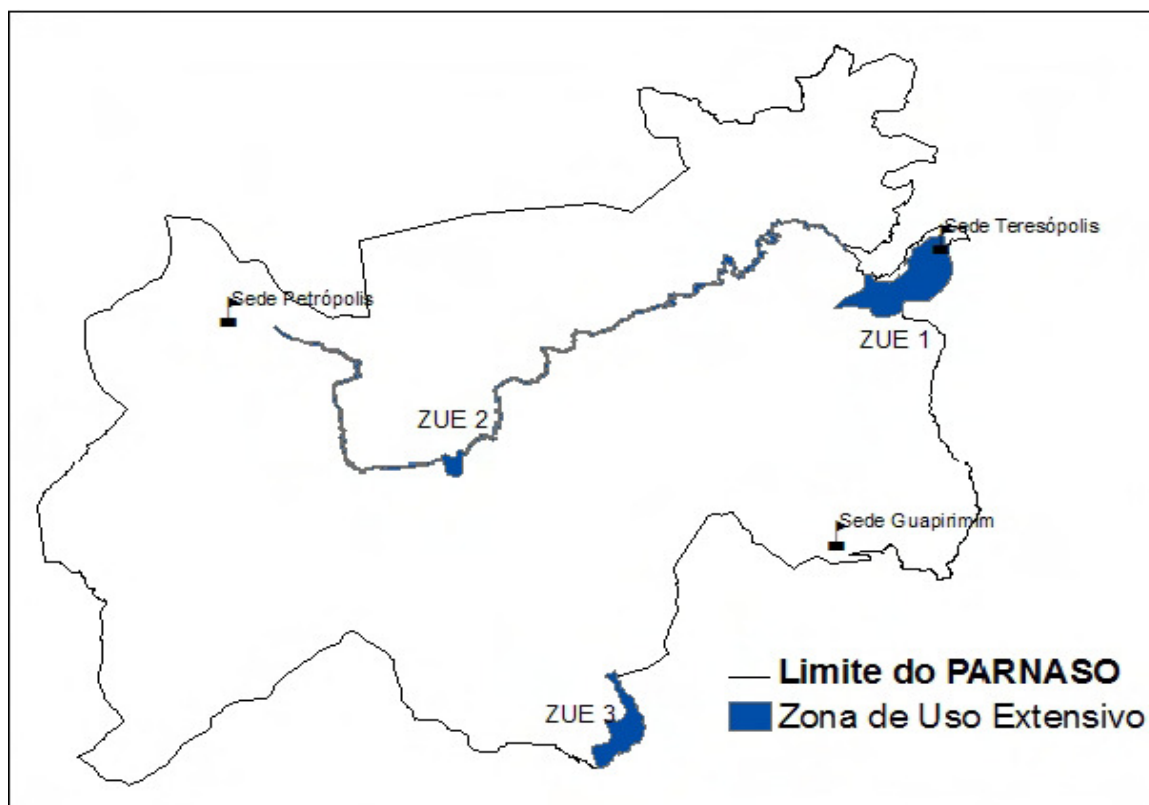 Sede Teresópolis
Sede Petrópolis
ZUE 1
ZUE 2
Sede Guapirimim
Limite do PARNASO
ZUE 3
Zona de Uso Extensivo